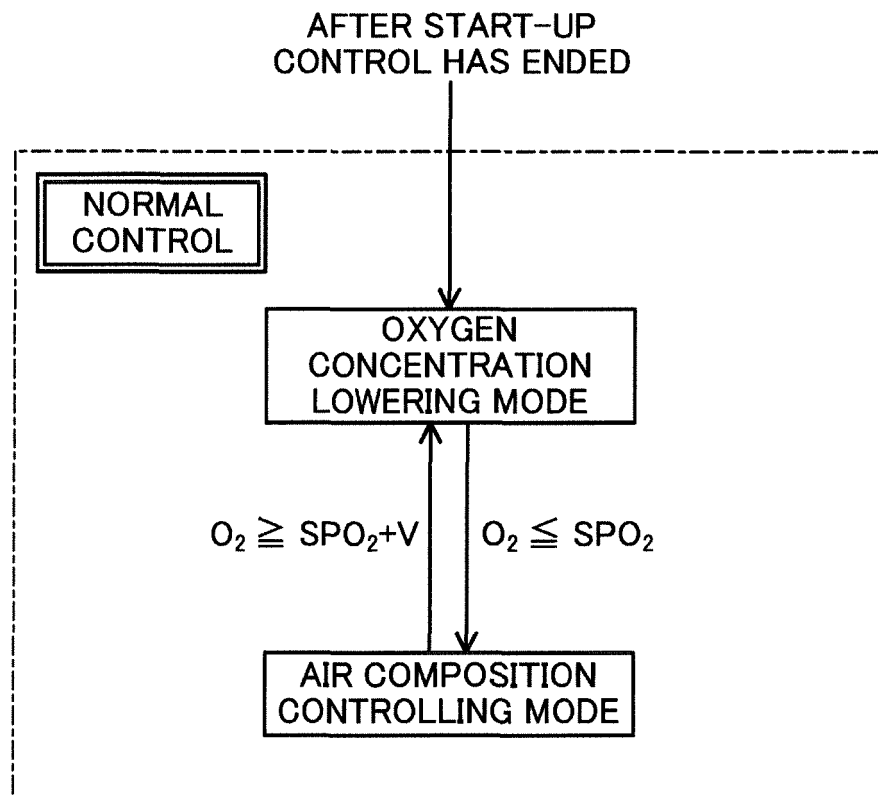 AFTER START-UP
CONTROL HAS ENDED
NORMAL
CONTROL
OXYGEN
CONCENTRATION
LOWERING MODE
O₂ ≧ SPO₂+V
O₂ ≦ SPO₂
AIR COMPOSITION
CONTROLLING MODE